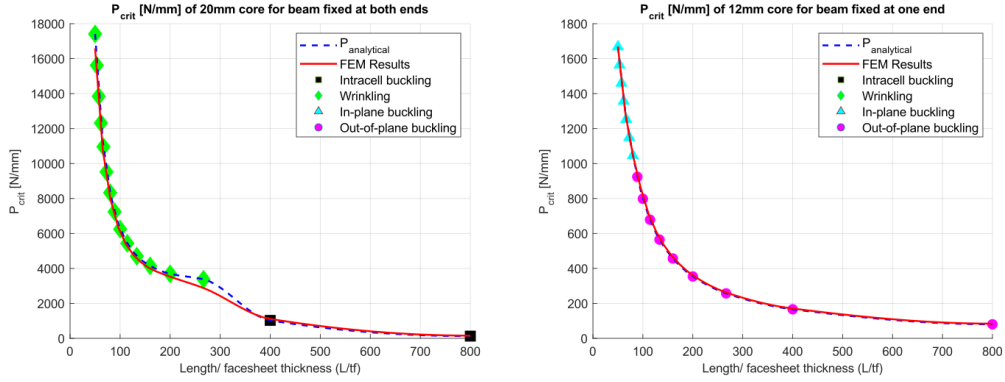 P_crit [N/mm] of 20mm core for beam fixed at both ends
P_crit [N/mm]
18000
16000
14000
12000
10000
8000
6000
4000
2000
0
P_analytical
FEM Results
Intracell buckling
Wrinkling
In-plane buckling
Out-of-plane buckling
0 100 200 300 400 500 600 700 800
Length/ facesheet thickness (L/tf)
P_crit [N/mm] of 12mm core for beam fixed at one end
P_crit [N/mm]
1800
1600
1400
1200
1000
800
600
400
200
0
P_analytical
FEM Results
Intracell buckling
Wrinkling
In-plane buckling
Out-of-plane buckling
0 100 200 300 400 500 600 700 800
Length/ facesheet thickness (L/tf)